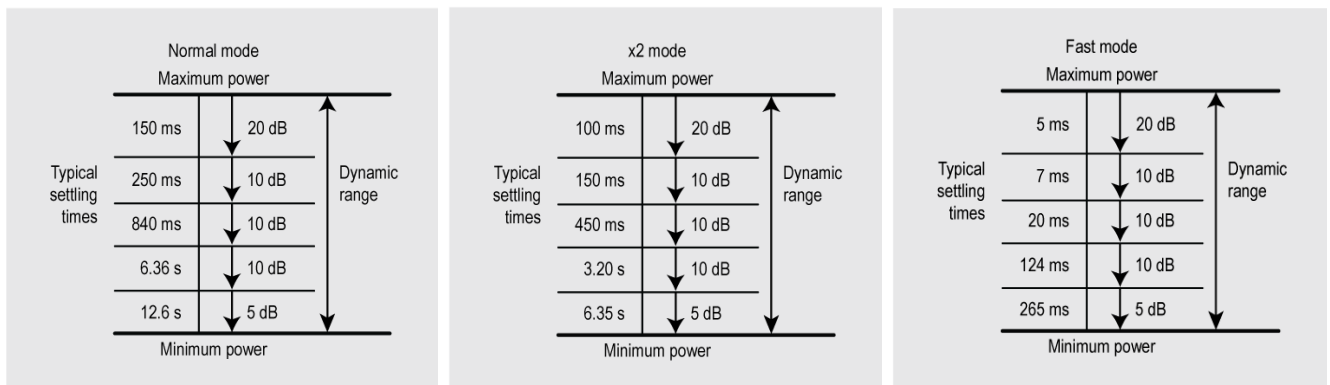 Normal mode
Maximum power
150 ms
20 dB
Typical
settling
times
250 ms
10 dB
840 ms
10 dB
6.36 s
10 dB
12.6 s
5 dB
Dynamic
range
Minimum power
x2 mode
Maximum power
100 ms
20 dB
Typical
settling
times
150 ms
10 dB
450 ms
10 dB
3.20 s
10 dB
6.35 s
5 dB
Dynamic
range
Minimum power
Fast mode
Maximum power
5 ms
20 dB
Typical
settling
times
7 ms
10 dB
20 ms
10 dB
124 ms
10 dB
265 ms
5 dB
Dynamic
range
Minimum power